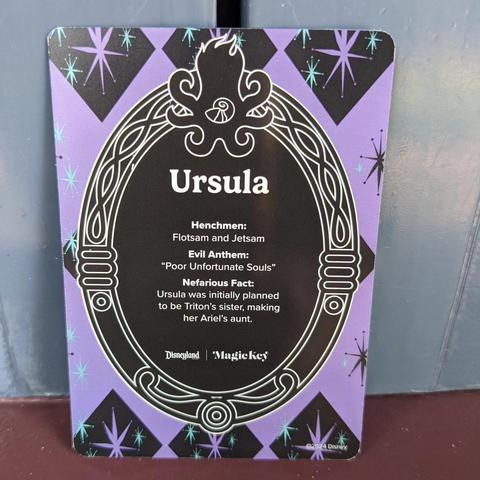 Ursula
Henchmen:
Flotsam and Jetsam
Evil Anthem:
"Poor Unfortunate Souls"
Nefarious Fact:
Ursula was initially planned
to be Triton's sister, making
her Ariel's aunt.
Disneyland | Magic Key
©2024 Disney